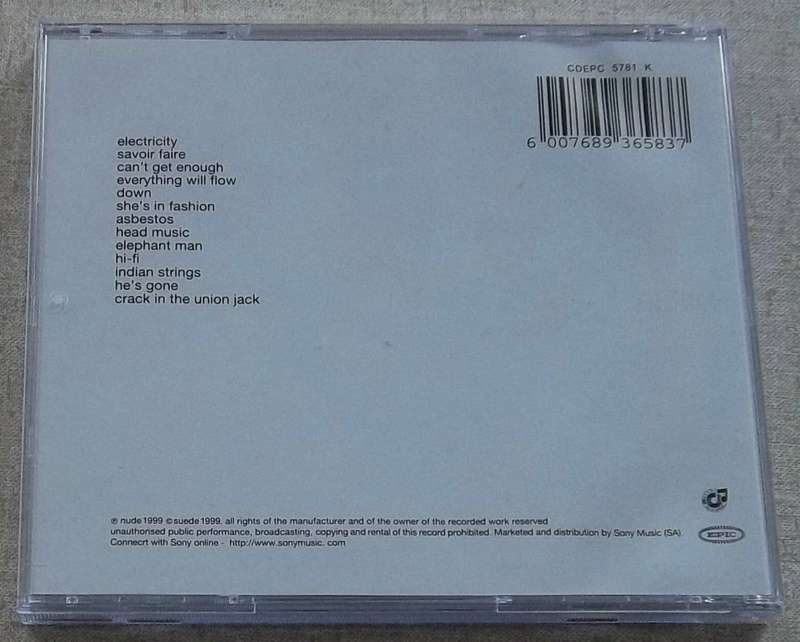 CDEPC 5781 K
6 007689 365837
electricity
savoir faire
can't get enough
everything will flow
down
she's in fashion
asbestos
head music
elephant man
hi-fi
indian strings
he's gone
crack in the union jack
℗ nude 1999 © suede 1999. all rights of the manufacturer and of the owner of the recorded work reserved
unauthorised public performance, broadcasting, copying and rental of this record prohibited. Marketed and distribution by Sony Music (SA).
Connecrt with Sony online - http://www.sonymusic. com
EPIC